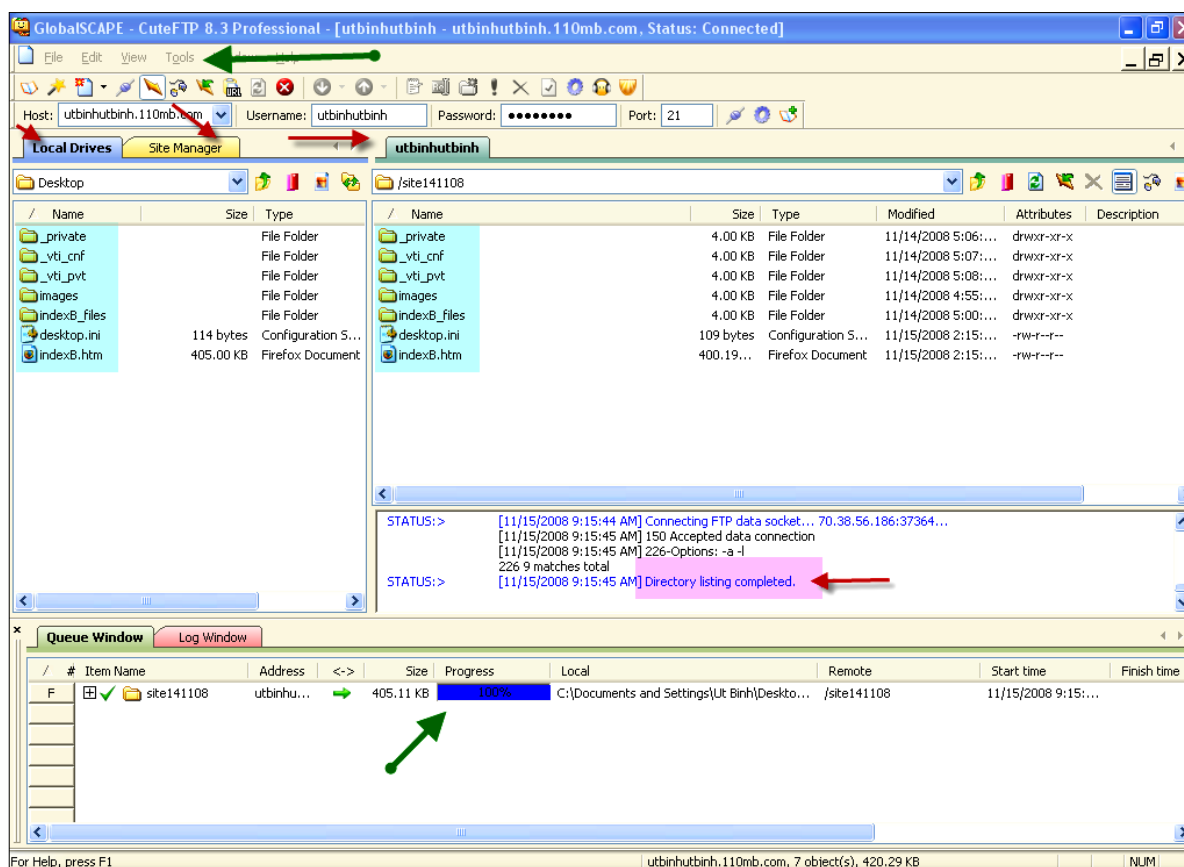 GlobalSCAPE - CuteFTP 8.3 Professional - [utbinhutbinh - utbinhutbinh.110mb.com, Status: Connected]
File Edit View Tools
Host: utbinhutbinh.110mb.com Username: utbinhutbinh Password: ●●●●●●●● Port: 21
Local Drives Site Manager utbinhutbinh
Desktop /site141108
/ Name Size Type / Name Size Type Modified Attributes Description
_private File Folder _private 4.00 KB File Folder 11/14/2008 5:06:... drwxr-xr-x
_vti_cnf File Folder _vti_cnf 4.00 KB File Folder 11/14/2008 5:07:... drwxr-xr-x
_vti_pvt File Folder _vti_pvt 4.00 KB File Folder 11/14/2008 5:08:... drwxr-xr-x
images File Folder images 4.00 KB File Folder 11/14/2008 4:55:... drwxr-xr-x
indexB_files File Folder indexB_files 4.00 KB File Folder 11/14/2008 5:00:... drwxr-xr-x
desktop.ini 114 bytes Configuration S... desktop.ini 109 bytes Configuration S... 11/15/2008 2:15:... -rw-r--r--
indexB.htm 405.00 KB Firefox Document indexB.htm 400.19... Firefox Document 11/15/2008 2:15:... -rw-r--r--
STATUS:> [11/15/2008 9:15:44 AM] Connecting FTP data socket... 70.38.56.186:37364...
[11/15/2008 9:15:45 AM] 150 Accepted data connection
[11/15/2008 9:15:45 AM] 226-Options: -a -l
226 9 matches total
STATUS:> [11/15/2008 9:15:45 AM] Directory listing completed.
Queue Window Log Window
/ # Item Name Address <-> Size Progress Local Remote Start time Finish time
F site141108 utbinhu... 405.11 KB 100% C:\Documents and Settings\Ut Binh\Deskto... /site141108 11/15/2008 9:15:...
For Help, press F1 utbinhutbinh.110mb.com, 7 object(s), 420.29 KB NUM